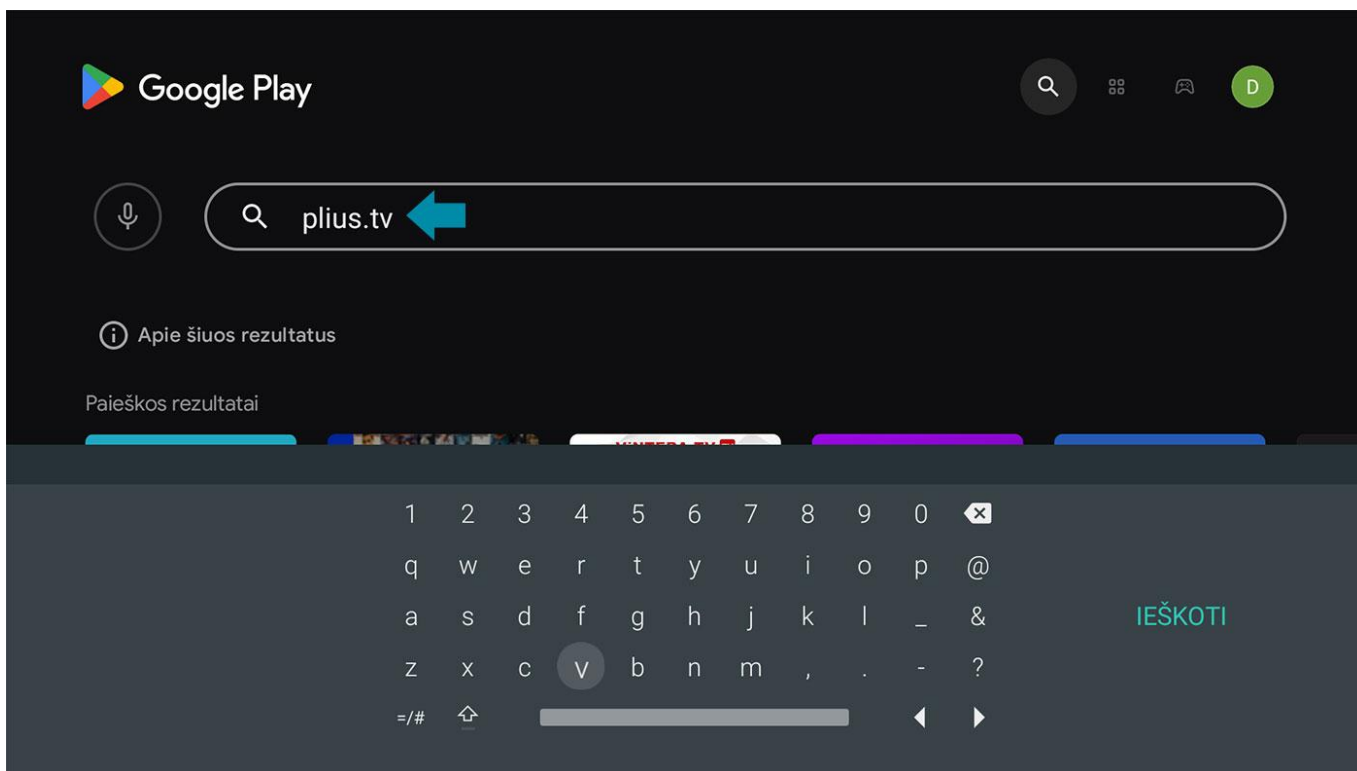 Google Play
D
plius.tv
Apie šiuos rezultatus
Paieškos rezultatai
1 2 3 4 5 6 7 8 9 0
q w e r t y u i o p @
a s d f g h j k l _ &
IEŠKOTI
z x c v b n m , . - ?
=/#